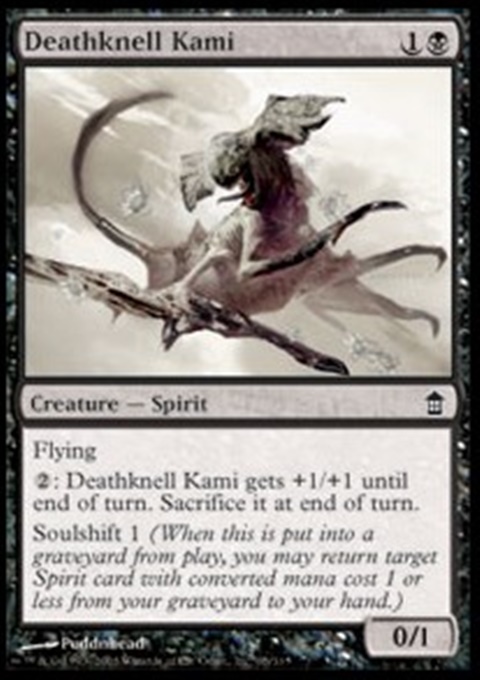 Deathknell Kami 1
Creature — Spirit
Flying
2: Deathknell Kami gets +1/+1 until
end of turn. Sacrifice it at end of turn.
Soulshift 1 (When this is put into a
graveyard from play, you may return target
Spirit card with converted mana cost 1 or
less from your graveyard to your hand.)
Puddnhead
0/1